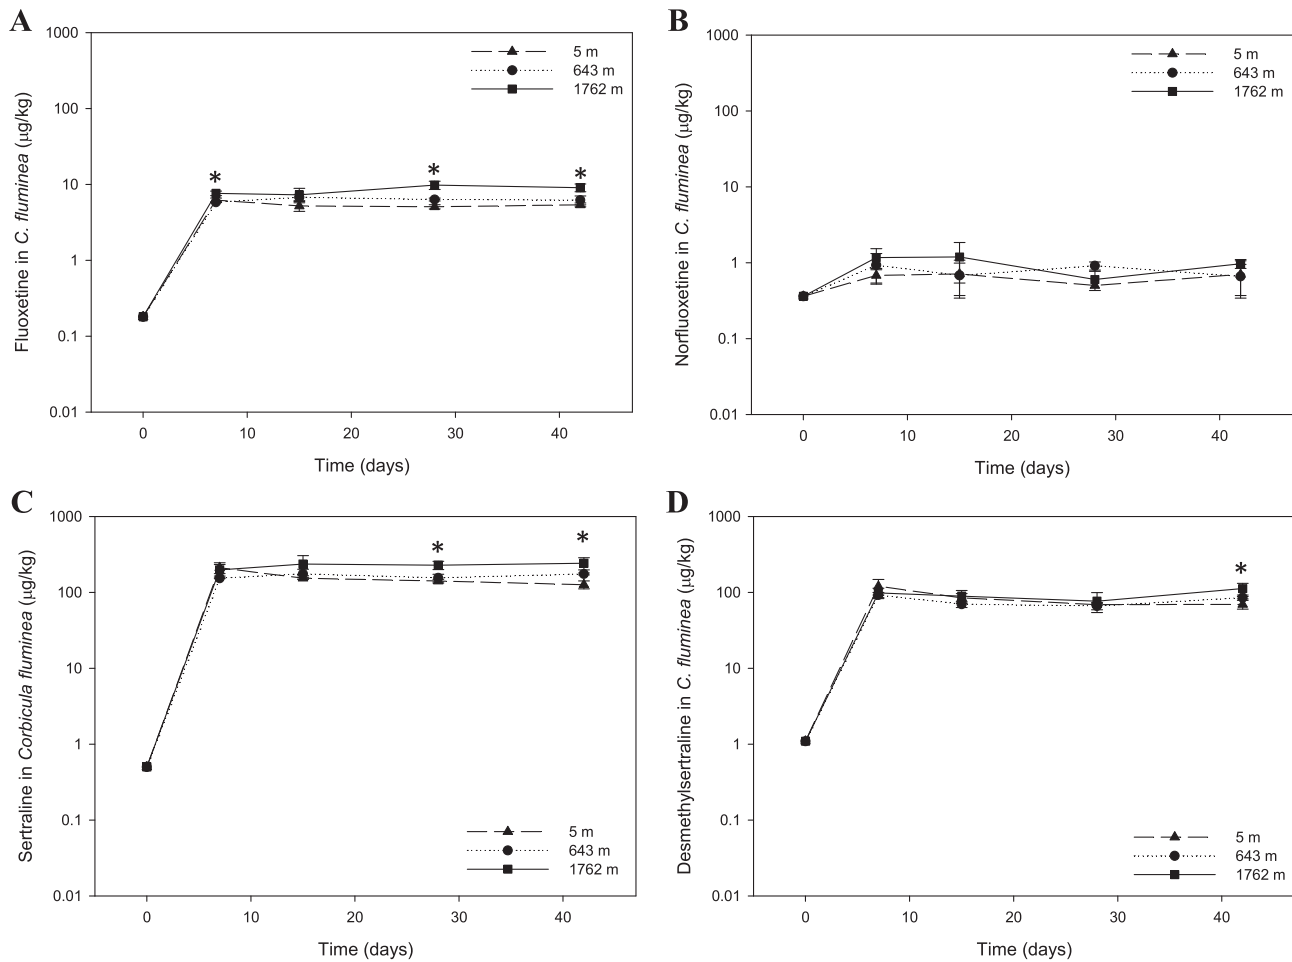 A
1000
100
10
1
0.1
0.01
Fluoxetine in C. fluminea (µg/kg)
5 m
643 m
1762 m
*
*
*
0
10
20
30
40
Time (days)
B
1000
100
10
1
0.1
0.01
Norfluoxetine in C. fluminea (µg/kg)
5 m
643 m
1762 m
0
10
20
30
40
Time (days)
C
1000
100
10
1
0.1
0.01
Sertraline in Corbicula fluminea (µg/kg)
*
*
5 m
643 m
1762 m
0
10
20
30
40
Time (days)
D
1000
100
10
1
0.1
0.01
Desmethylsertraline in C. fluminea (µg/kg)
*
5 m
643 m
1762 m
0
10
20
30
40
Time (days)